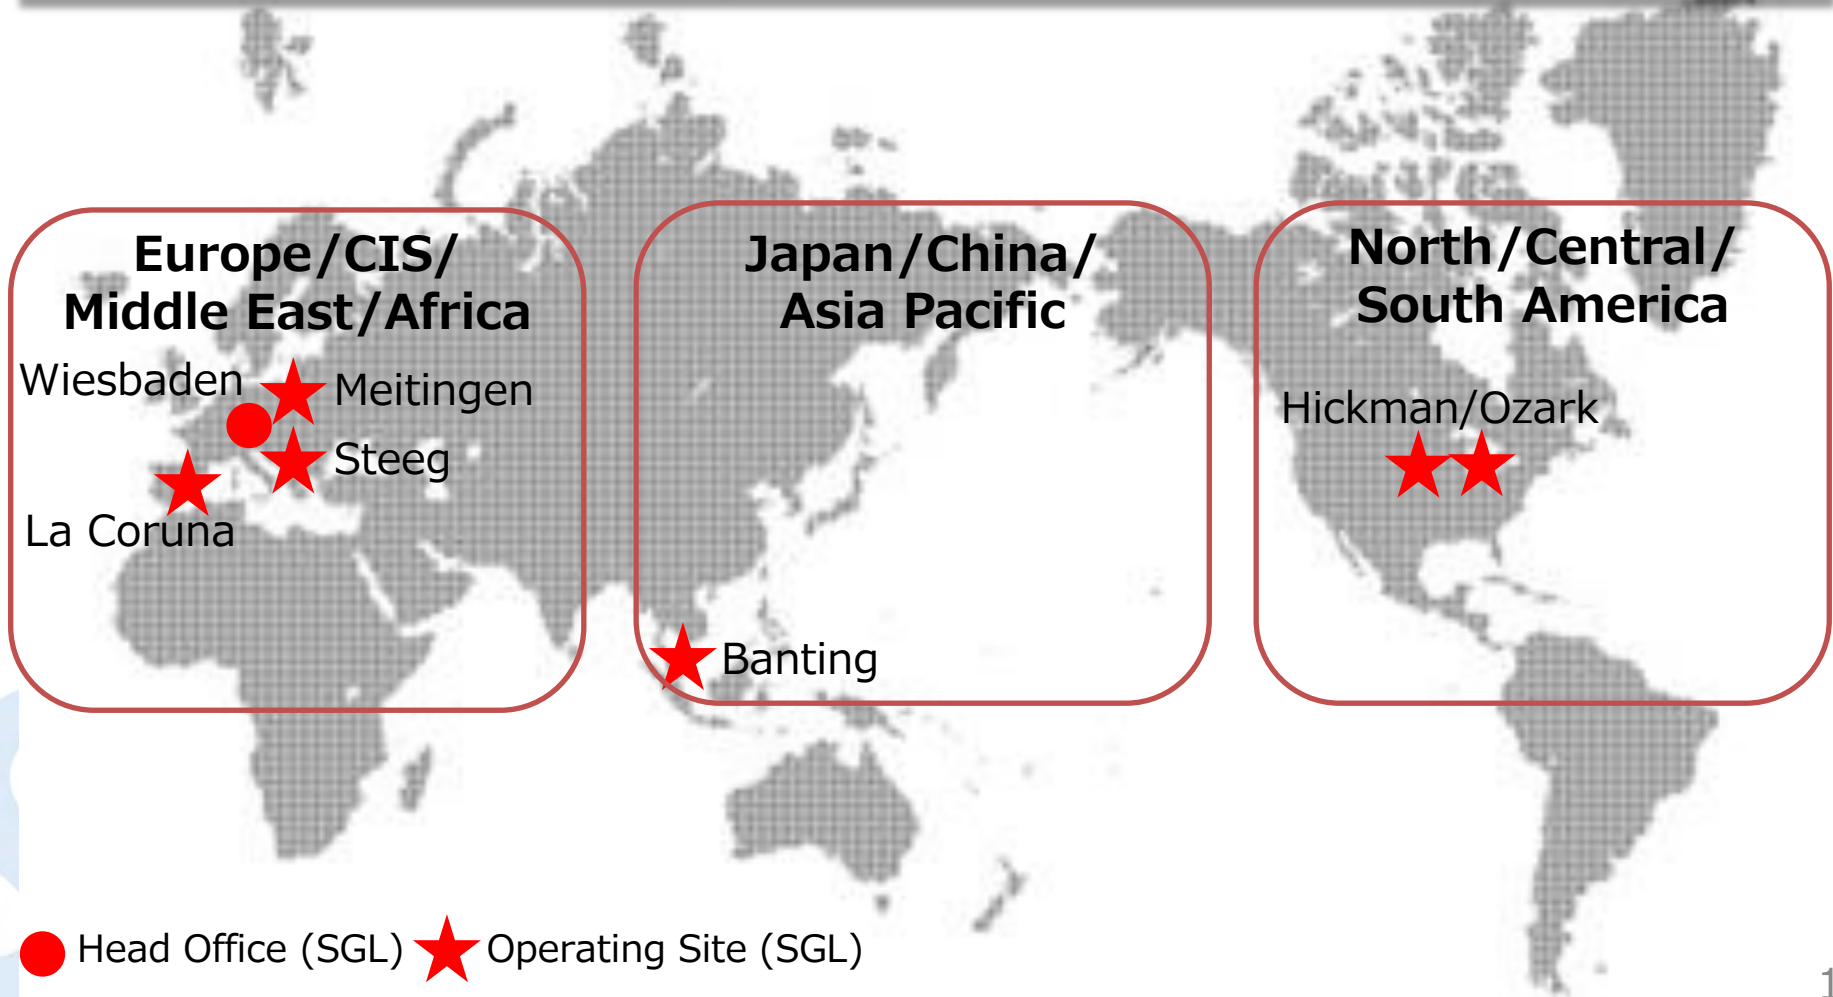 Europe/CIS/
Middle East/Africa
Wiesbaden
Meitingen
Steeg
La Coruna
Japan/China/
Asia Pacific
Banting
North/Central/
South America
Hickman/Ozark
Head Office (SGL)
Operating Site (SGL)
1